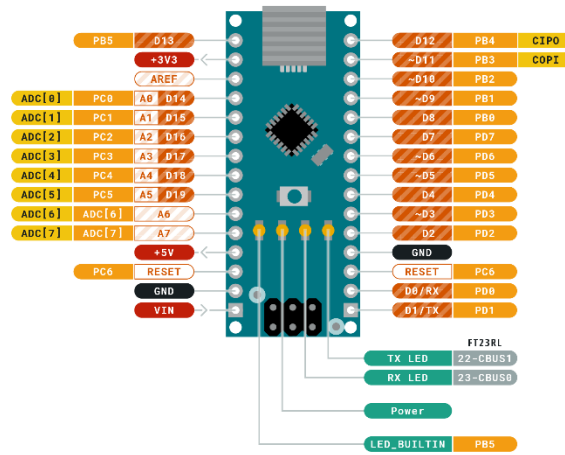 PB5 D13 D12 PB4 CIPO
+3V3 ~D11 PB3 COPI
AREF ~D10 PB2
ADC[0] PC0 A0 D14 ~D9 PB1
ADC[1] PC1 A1 D15 D8 PB0
ADC[2] PC2 A2 D16 D7 PD7
ADC[3] PC3 A3 D17 ~D6 PD6
ADC[4] PC4 A4 D18 ~D5 PD5
ADC[5] PC5 A5 D19 D4 PD4
ADC[6] ADC[6] A6 ~D3 PD3
ADC[7] ADC[7] A7 D2 PD2
+5V GND
PC6 RESET RESET PC6
GND D0/RX PD0
VIN D1/TX PD1
FT23RL
TX LED 22-CBUS1
RX LED 23-CBUS0
Power
LED_BUILTIN PB5